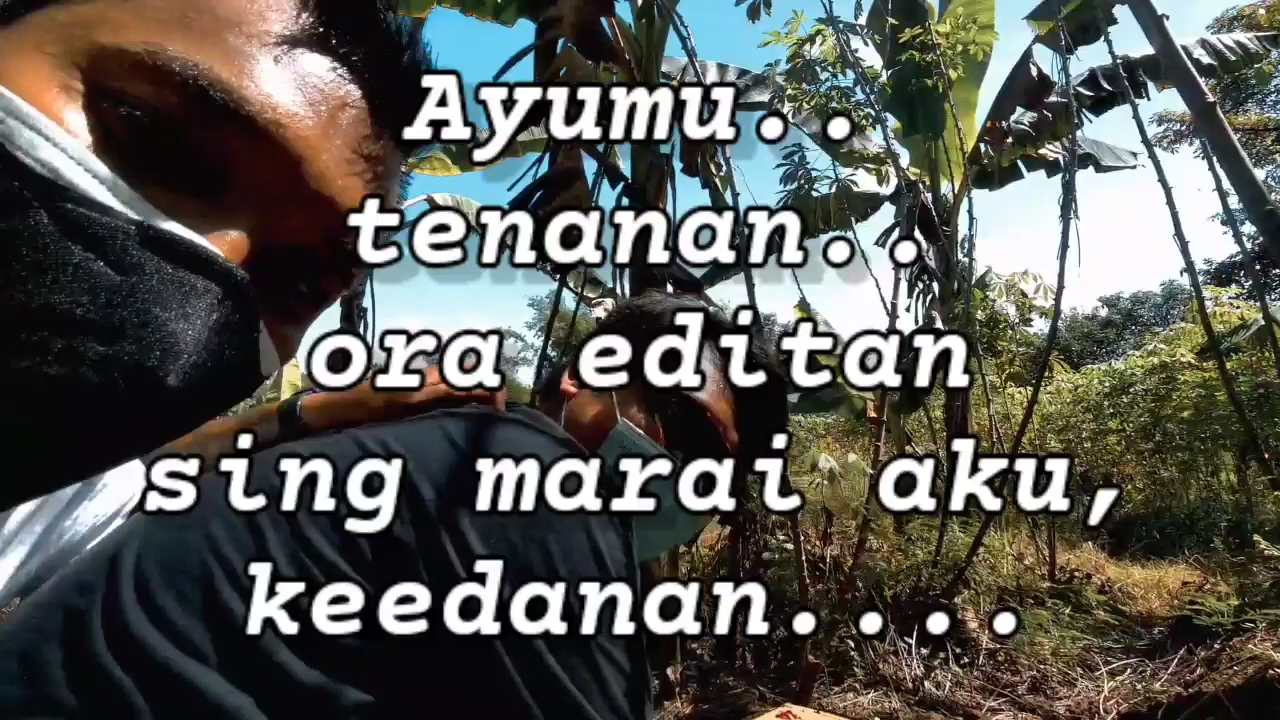 Ayumu..
tenanan..
ora editan
sing marai aku,
keedanan....